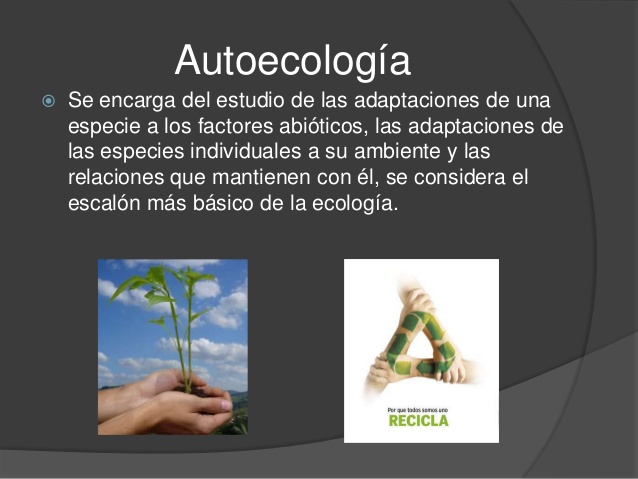 Autoecología
Se encarga del estudio de las adaptaciones de una
especie a los factores abióticos, las adaptaciones de
las especies individuales a su ambiente y las
relaciones que mantienen con él, se considera el
escalón más básico de la ecología.
Por que todos somos uno
RECICLA